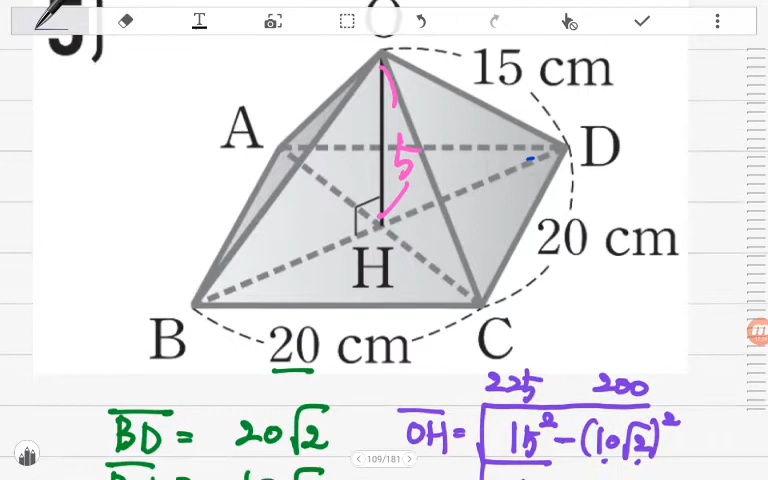 5)
15 cm
A
D
5
20 cm
H
B
20 cm
C
225 200
BD = 20√2
OH = √15² - (10√2)²
109/181